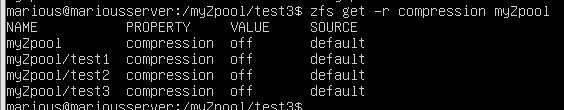 marious@mariousserver:/myZpool/test3$ zfs get -r compression myZpool
NAME PROPERTY VALUE SOURCE
myZpool compression off default
myZpool/test1 compression off default
myZpool/test2 compression off default
myZpool/test3 compression off default
marious@mariousserver:/myZpool/test3$